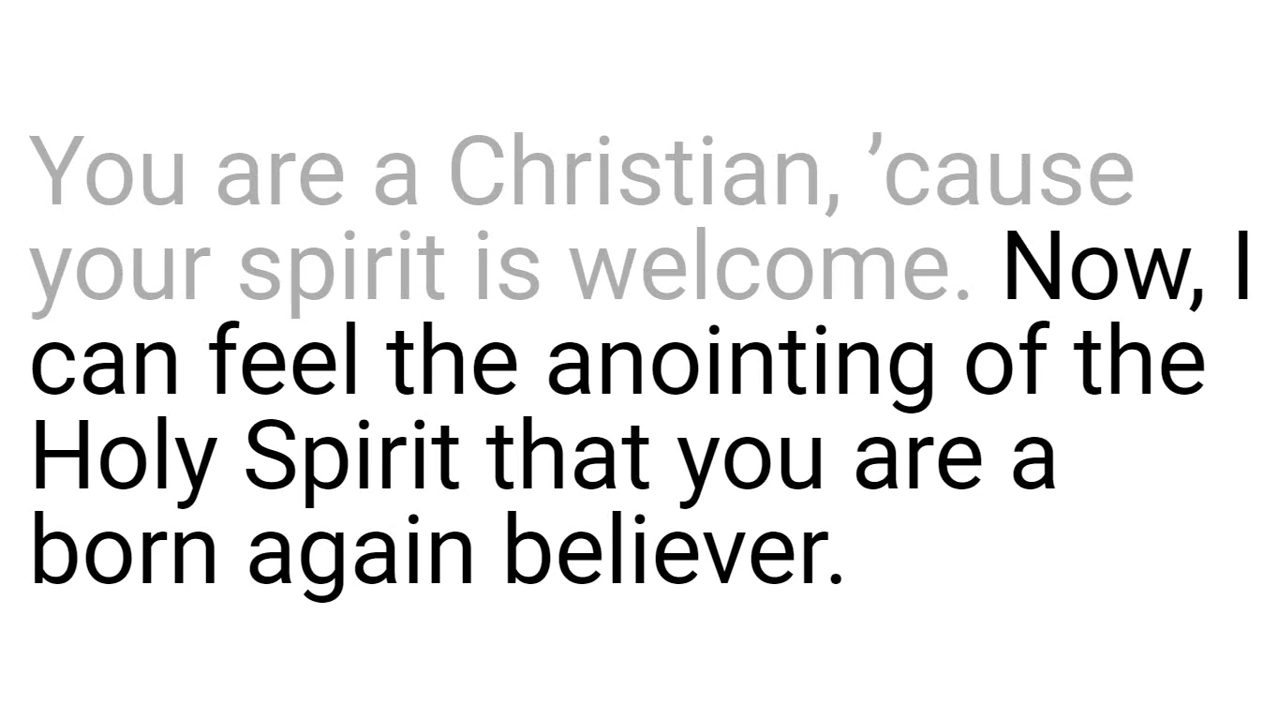 You are a Christian, ’cause
your spirit is welcome. Now, I
can feel the anointing of the
Holy Spirit that you are a
born again believer.